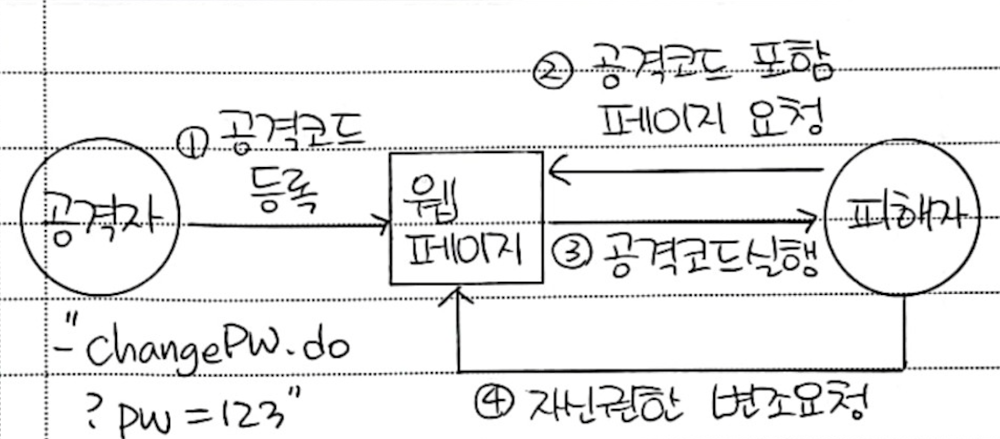 ② 공격코드 포함
페이지 요청
① 공격코드
등록
공격자
웹
페이지
피해자
③ 공격코드실행
-"changePW.do
?pw=123"
④ 자신권한 변조요청